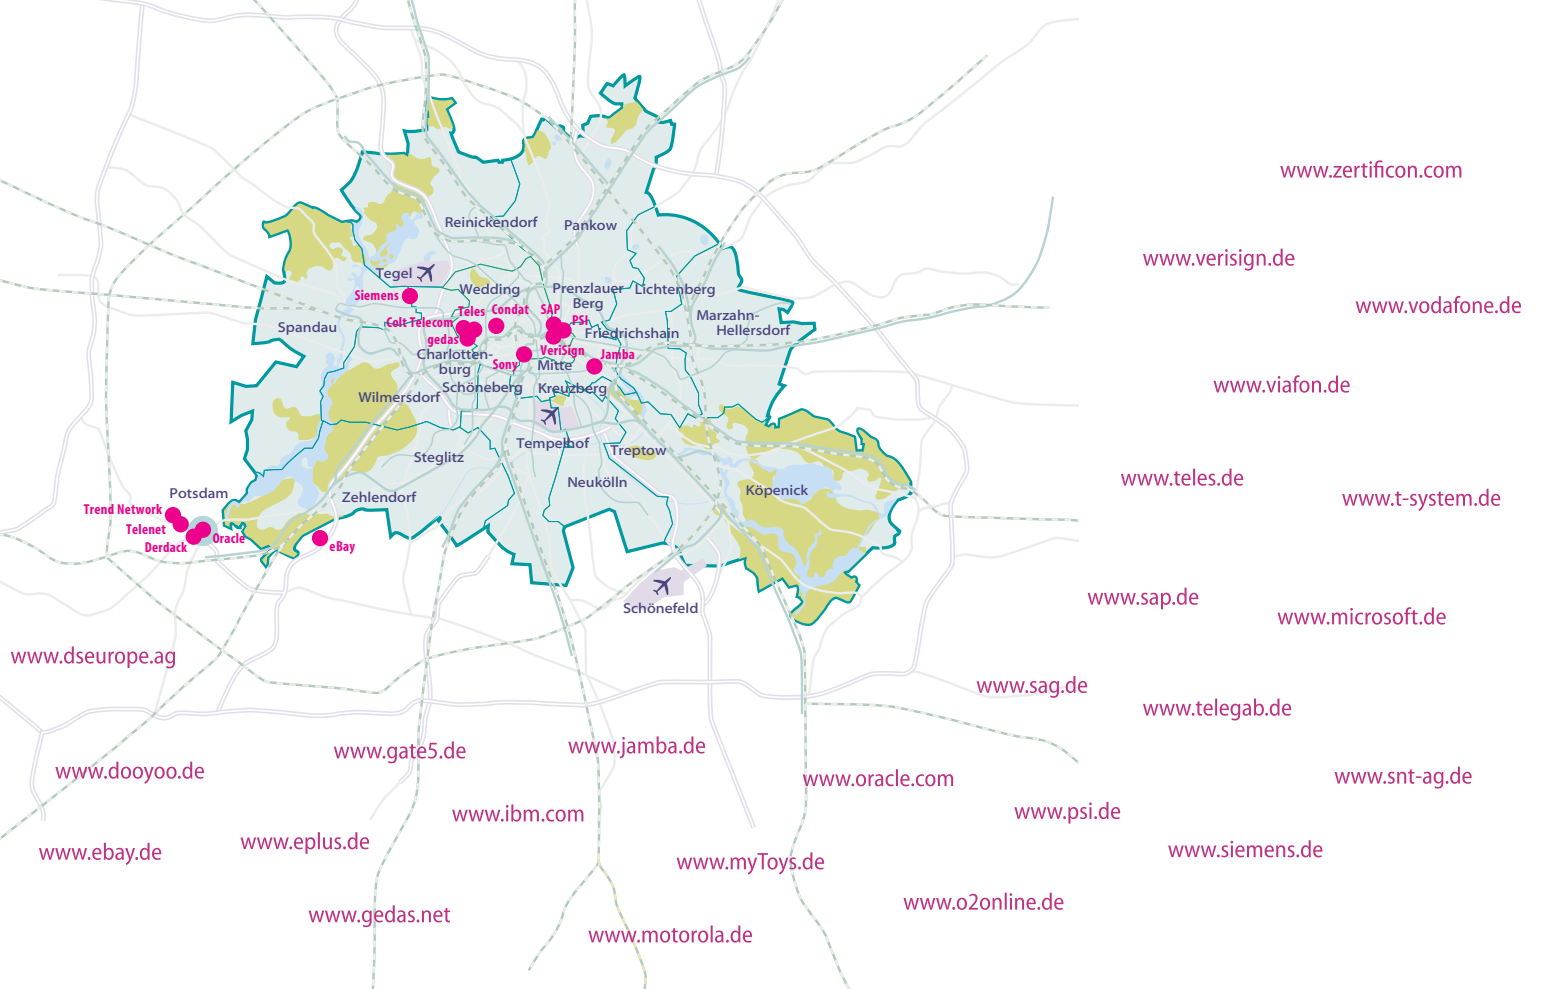 www.zertificon.com
Reinickendorf
Pankow
www.verisign.de
Tegel
Wedding
Prenzlauer
Berg
Lichtenberg
Siemens
www.vodafone.de
Teles
Condat
SAP
PSI
Colt Telecom
gedas
Marzahn-
Hellersdorf
Spandau
Friedrichshain
VeriSign
Jamba
Charlotten-
burg
Sony
Mitte
Schöneberg
Kreuzberg
www.viafon.de
Wilmersdorf
Tempelhof
Treptow
Steglitz
www.teles.de
Neukölln
Köpenick
Potsdam
Zehlendorf
www.t-system.de
Trend Network
Telenet
Derdack
Oracle
eBay
www.sap.de
Schönefeld
www.microsoft.de
www.dseurope.ag
www.sag.de
www.telegab.de
www.gate5.de
www.jamba.de
www.dooyoo.de
www.oracle.com
www.snt-ag.de
www.ibm.com
www.psi.de
www.eplus.de
www.ebay.de
www.siemens.de
www.myToys.de
www.o2online.de
www.gedas.net
www.motorola.de